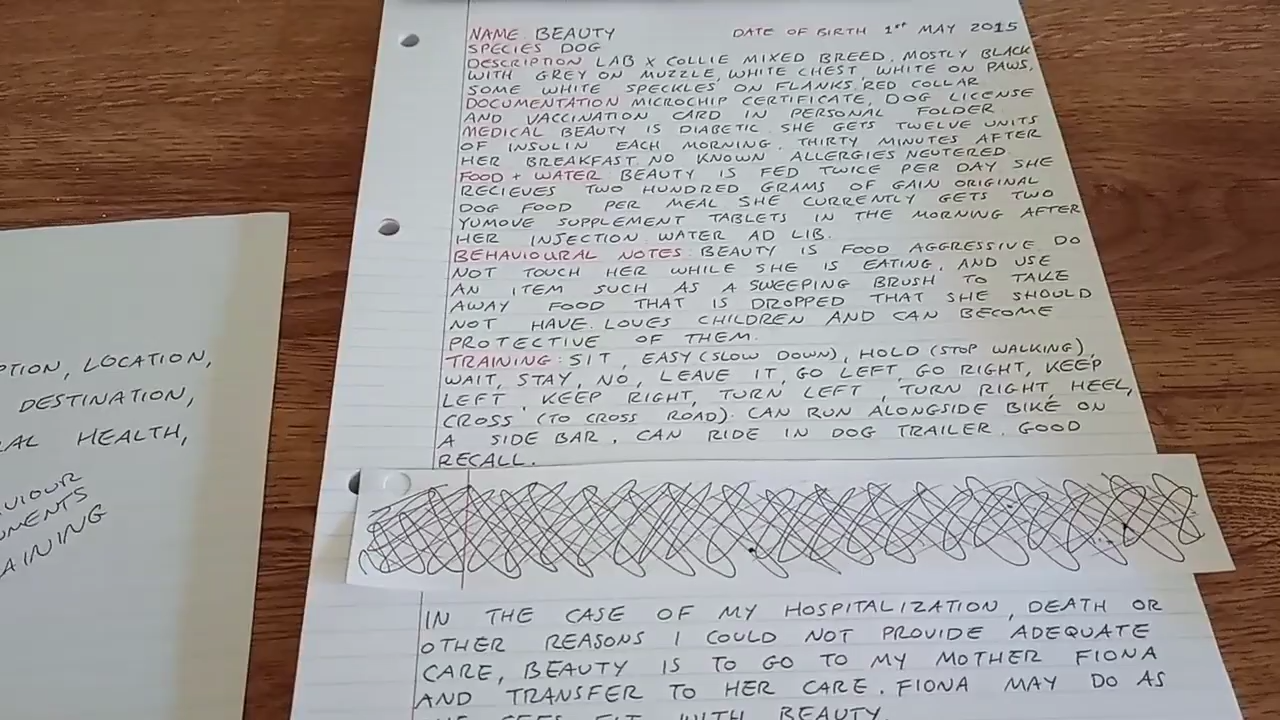 NAME BEAUTY DATE OF BIRTH 1st MAY 2015
SPECIES DOG
DESCRIPTION LAB X COLLIE MIXED BREED. MOSTLY BLACK
WITH GREY ON MUZZLE, WHITE CHEST, WHITE ON PAWS,
SOME WHITE SPECKLES ON FLANKS. RED COLLAR
DOCUMENTATION MICROCHIP CERTIFICATE, DOG LICENSE
AND VACCINATION CARD IN PERSONAL FOLDER
MEDICAL BEAUTY IS DIABETIC. SHE GETS TWELVE UNITS
OF INSULIN EACH MORNING. THIRTY MINUTES AFTER
HER BREAKFAST. NO KNOWN ALLERGIES NEUTERED.
FOOD + WATER: BEAUTY IS FED TWICE PER DAY SHE
RECIEVES TWO HUNDRED GRAMS OF GAIN ORIGINAL
DOG FOOD PER MEAL SHE CURRENTLY GETS TWO
YUMOVE SUPPLEMENT TABLETS IN THE MORNING AFTER
HER INJECTION. WATER AD LIB.
BEHAVIOURAL NOTES: BEAUTY IS FOOD AGGRESSIVE. DO
NOT TOUCH HER WHILE SHE IS EATING, AND USE
AN ITEM SUCH AS A SWEEPING BRUSH TO TAKE
AWAY FOOD THAT IS DROPPED THAT SHE SHOULD
NOT HAVE. LOVES CHILDREN AND CAN BECOME
PROTECTIVE OF THEM.
TRAINING: SIT, EASY (SLOW DOWN), HOLD (STOP WALKING),
WAIT, STAY, NO, LEAVE IT, GO LEFT, GO RIGHT, KEEP
LEFT, KEEP RIGHT, TURN LEFT, TURN RIGHT, HEEL,
CROSS (TO CROSS ROAD). CAN RUN ALONGSIDE BIKE ON
A SIDE BAR, CAN RIDE IN DOG TRAILER. GOOD
RECALL.
IN THE CASE OF MY HOSPITALIZATION, DEATH OR
OTHER REASONS I COULD NOT PROVIDE ADEQUATE
CARE, BEAUTY IS TO GO TO MY MOTHER FIONA
AND TRANSFER TO HER CARE. FIONA MAY DO AS
SEES FIT WITH BEAUTY.
PTION, LOCATION,
DESTINATION,
RAL HEALTH,
AVIOUR
UMENTS
AINING